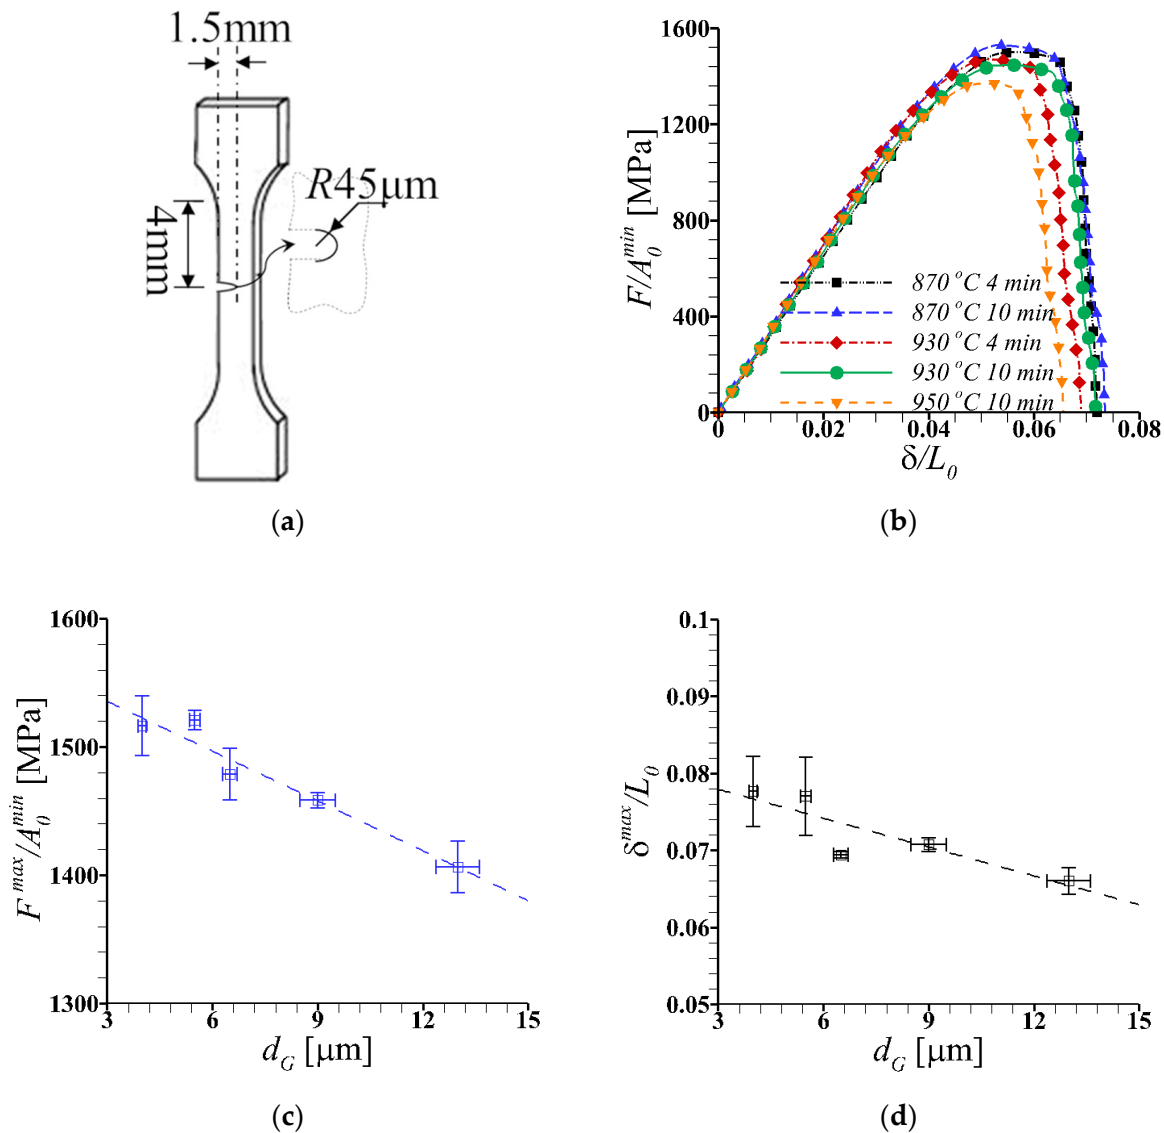 1.5mm
4mm
R45μm
(a)
F/A₀ᵐⁱⁿ [MPa]
1600
1200
800
400
0
870 °C 4 min
870 °C 10 min
930 °C 4 min
930 °C 10 min
950 °C 10 min
0 0.02 0.04 0.06 0.08
δ/L₀
(b)
Fᵐᵃˣ/A₀ᵐⁱⁿ [MPa]
1600
1500
1400
1300
3 6 9 12 15
d_G [μm]
(c)
δᵐᵃˣ/L₀
0.1
0.09
0.08
0.07
0.06
0.05
3 6 9 12 15
d_G [μm]
(d)